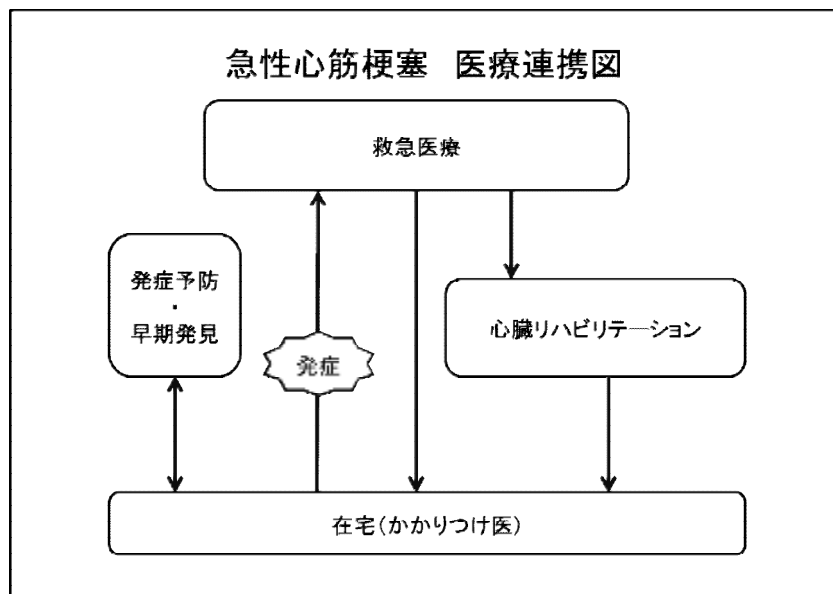 急性心筋梗塞　医療連携図
救急医療
発症予防
・
早期発見
発症
心臓リハビリテーション
在宅(かかりつけ医)